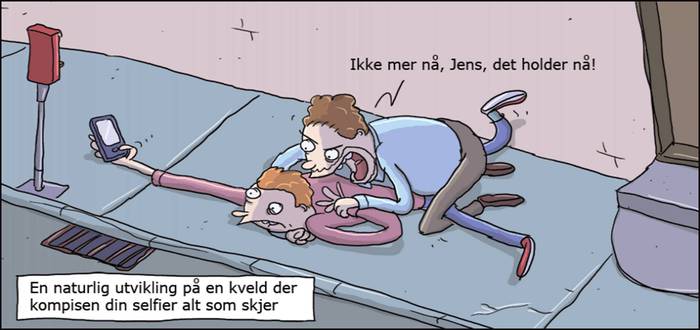 Ikke mer nå, Jens, det holder nå!
En naturlig utvikling på en kveld der
kompisen din selfier alt som skjer